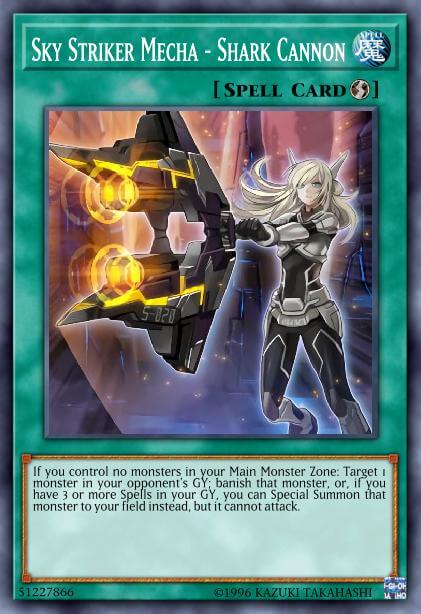 SKY STRIKER MECHA - SHARK CANNON
SPELL
魔
[SPELL CARD]
S-020
If you control no monsters in your Main Monster Zone: Target 1
monster in your opponent's GY; banish that monster, or, if you
have 3 or more Spells in your GY, you can Special Summon that
monster to your field instead, but it cannot attack.
51227866
©1996 KAZUKI TAKAHASHI